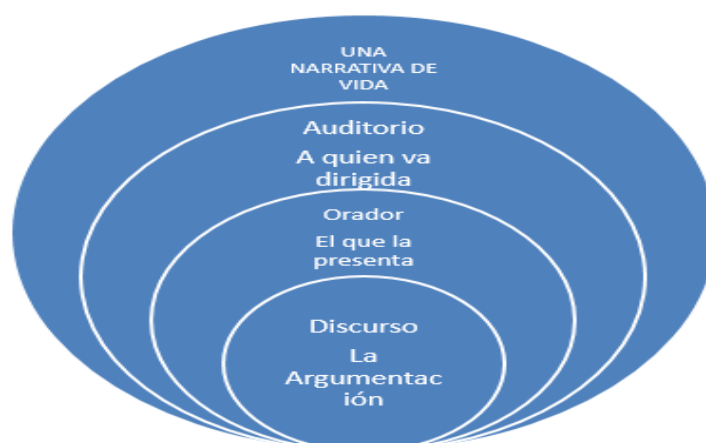 UNA
NARRATIVA DE
VIDA
Auditorio
A quien va
dirigida
Orador
El que la
presenta
Discurso
La
Argumentac
ión